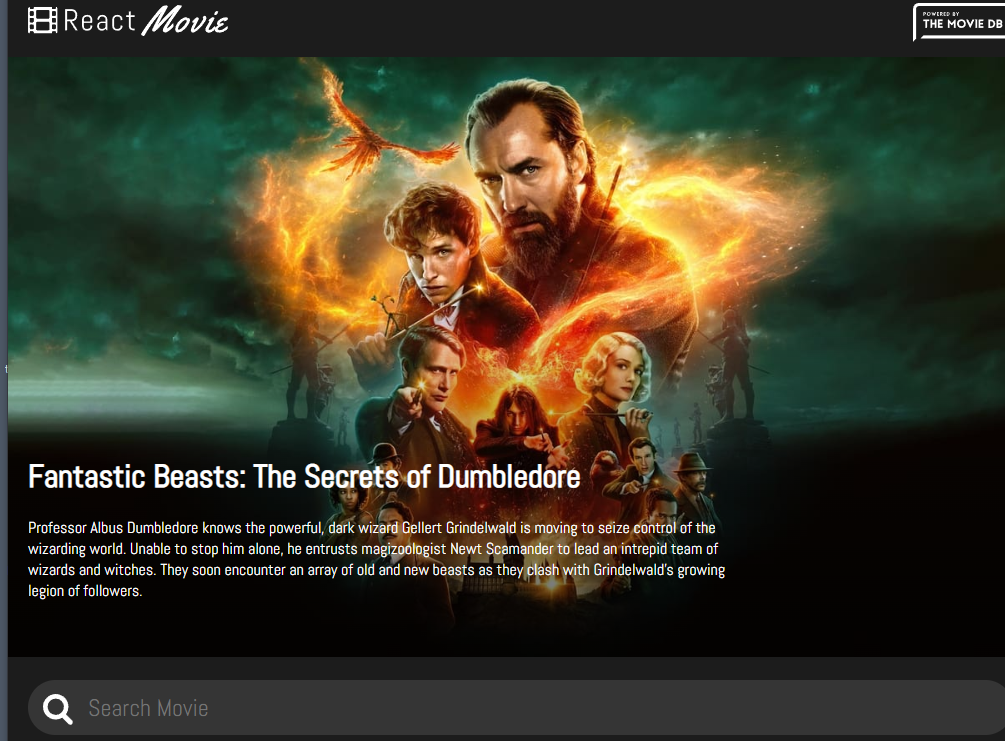 React Movie
POWERED BY
THE MOVIE DB
Fantastic Beasts: The Secrets of Dumbledore
Professor Albus Dumbledore knows the powerful, dark wizard Gellert Grindelwald is moving to seize control of the
wizarding world. Unable to stop him alone, he entrusts magizoologist Newt Scamander to lead an intrepid team of
wizards and witches. They soon encounter an array of old and new beasts as they clash with Grindelwald's growing
legion of followers.
Search Movie